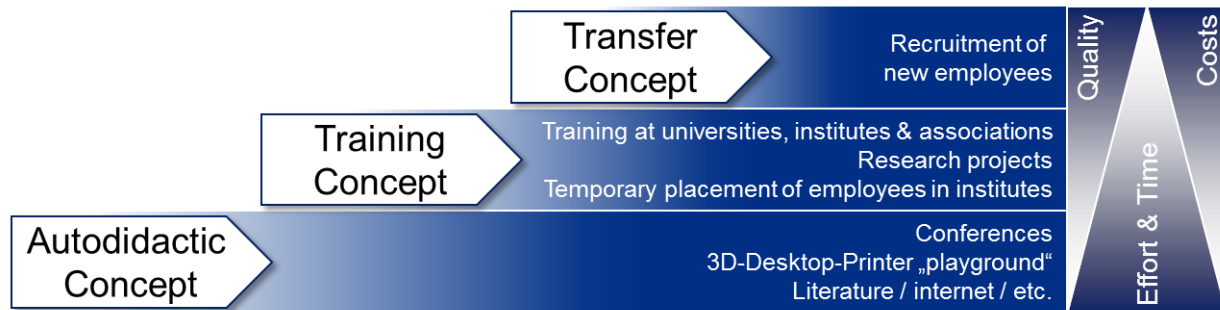 Transfer
Concept
Recruitment of
new employees
Training
Concept
Training at universities, institutes & associations
Research projects
Temporary placement of employees in institutes
Autodidactic
Concept
Conferences
3D-Desktop-Printer „playground“
Literature / internet / etc.
Quality
Effort & Time
Costs